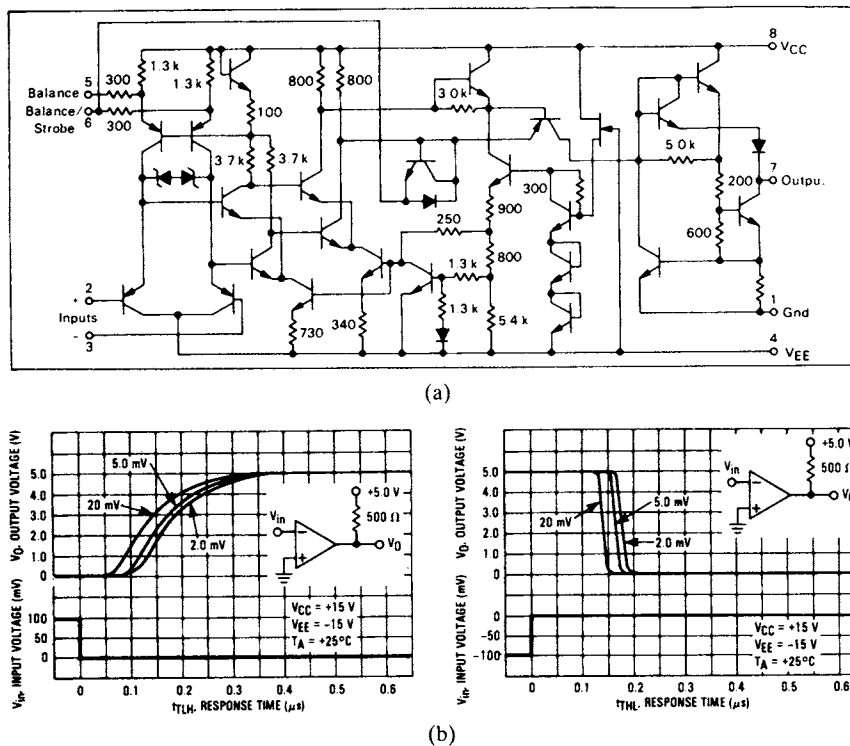 8
VCC
Balance
5
300
1.3 k
1.3 k
800
800
3.0 k
Balance/
Strobe
6
300
100
3.7 k
3.7 k
5.0 k
7
Outpu.
200
300
900
250
600
800
2
+
Inputs
-
3
1.3 k
1.3 k
5.4 k
730
340
1
Gnd
4
VEE
(a)
VO, OUTPUT VOLTAGE (V)
5.0
4.0
3.0
2.0
1.0
0
5.0 mV
20 mV
2.0 mV
+5.0 V
500 Ω
Vin
VO
Vin, INPUT VOLTAGE (mV)
100
50
0
VCC = +15 V
VEE = -15 V
TA = +25°C
0 0.1 0.2 0.3 0.4 0.5 0.6
tTLH, RESPONSE TIME (μs)
VO, OUTPUT VOLTAGE (V)
5.0
4.0
3.0
2.0
1.0
0
20 mV
5.0 mV
2.0 mV
+5.0 V
500 Ω
Vin
Vin, INPUT VOLTAGE (mV)
0
-50
-100
VCC = +15 V
VEE = -15 V
TA = +25°C
0 0.1 0.2 0.3 0.4 0.5 0.6
tTHL, RESPONSE TIME (μs)
(b)